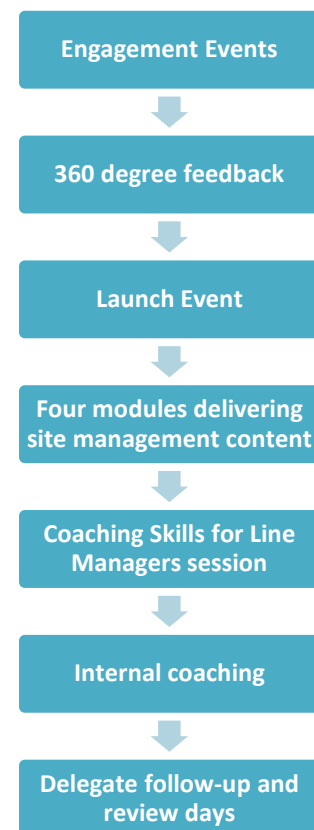 Engagement Events
360 degree feedback
Launch Event
Four modules delivering
site management content
Coaching Skills for Line
Managers session
Internal coaching
Delegate follow-up and
review days